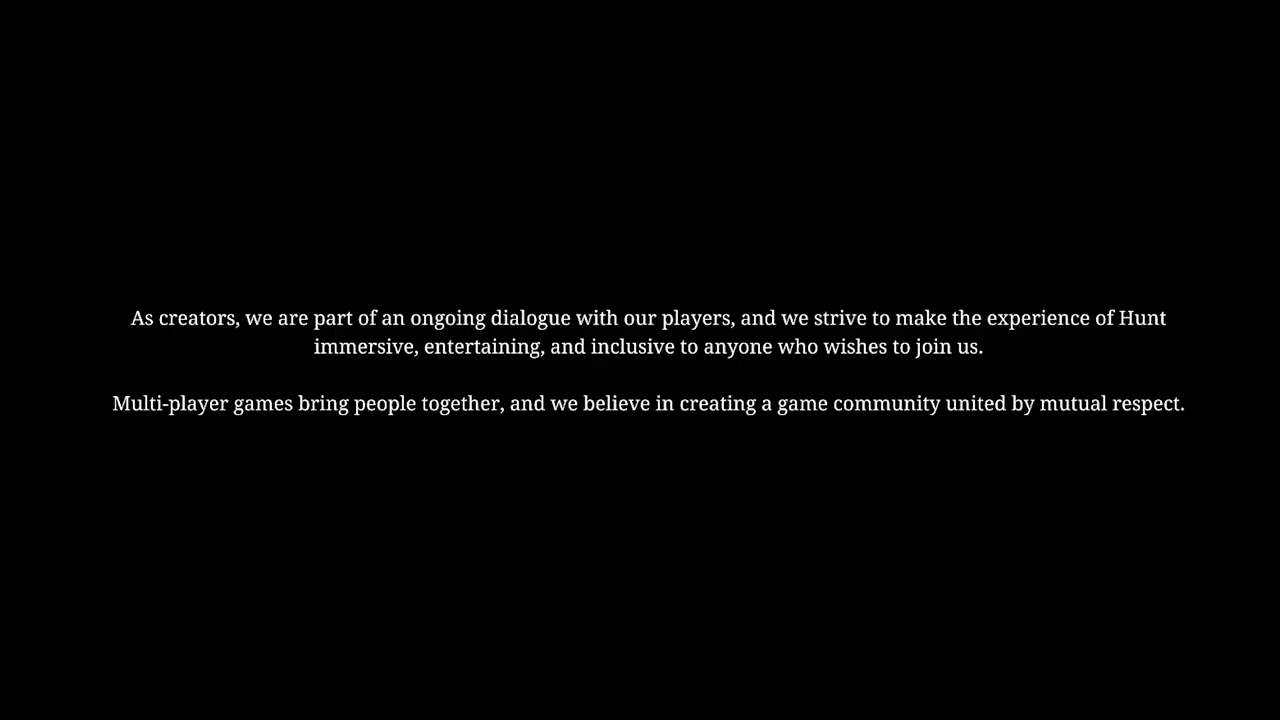 As creators, we are part of an ongoing dialogue with our players, and we strive to make the experience of Hunt
immersive, entertaining, and inclusive to anyone who wishes to join us.
Multi-player games bring people together, and we believe in creating a game community united by mutual respect.